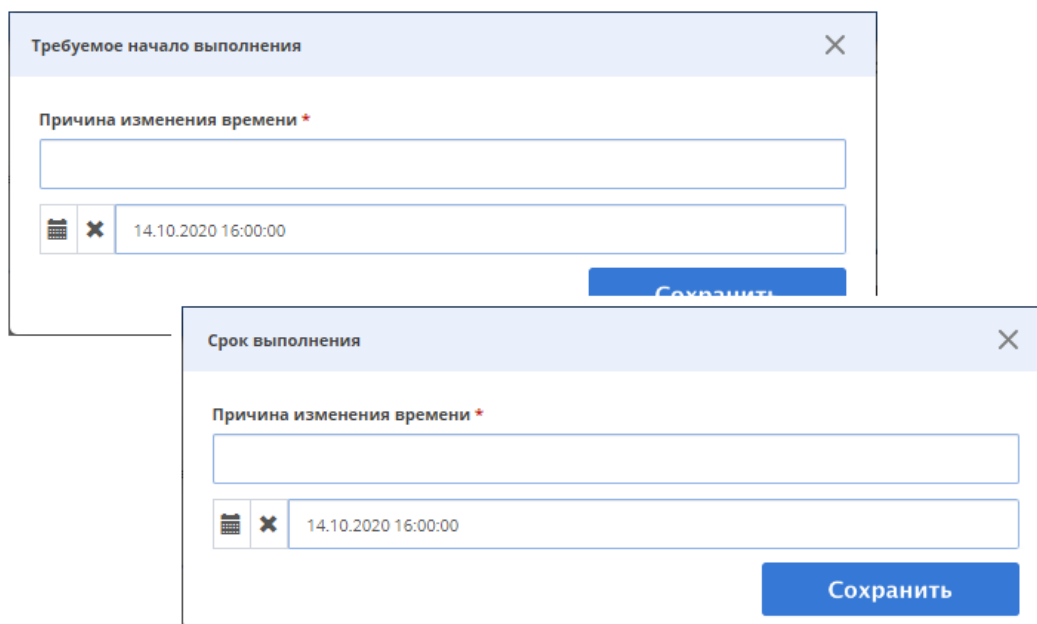 Требуемое начало выполнения
Причина изменения времени *
14.10.2020 16:00:00
Сохранить
Срок выполнения
Причина изменения времени *
14.10.2020 16:00:00
Сохранить